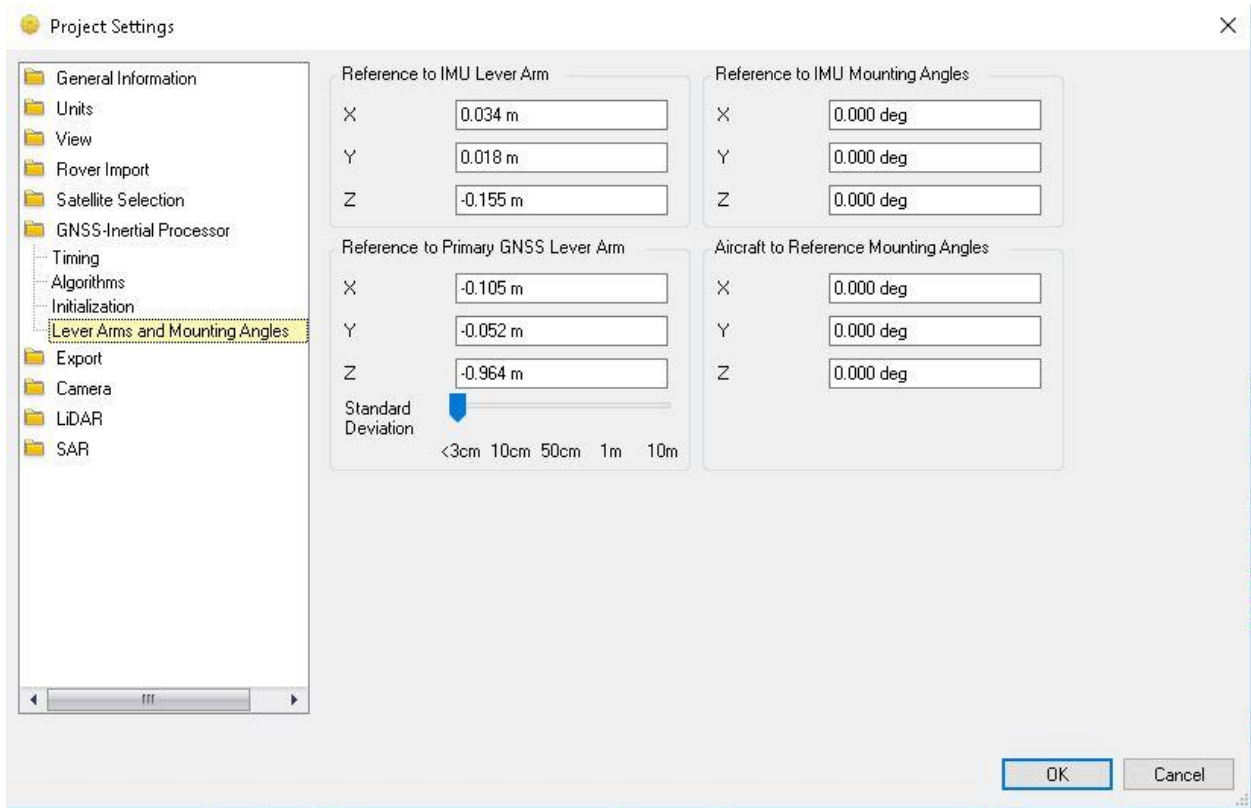 Project Settings
General Information
Units
View
Rover Import
Satellite Selection
GNSS-Inertial Processor
Timing
Algorithms
Initialization
Lever Arms and Mounting Angles
Export
Camera
LiDAR
SAR
Reference to IMU Lever Arm
X 0.034 m
Y 0.018 m
Z -0.155 m
Reference to IMU Mounting Angles
X 0.000 deg
Y 0.000 deg
Z 0.000 deg
Reference to Primary GNSS Lever Arm
X -0.105 m
Y -0.052 m
Z -0.964 m
Standard
Deviation
<3cm 10cm 50cm 1m 10m
Aircraft to Reference Mounting Angles
X 0.000 deg
Y 0.000 deg
Z 0.000 deg
OK Cancel